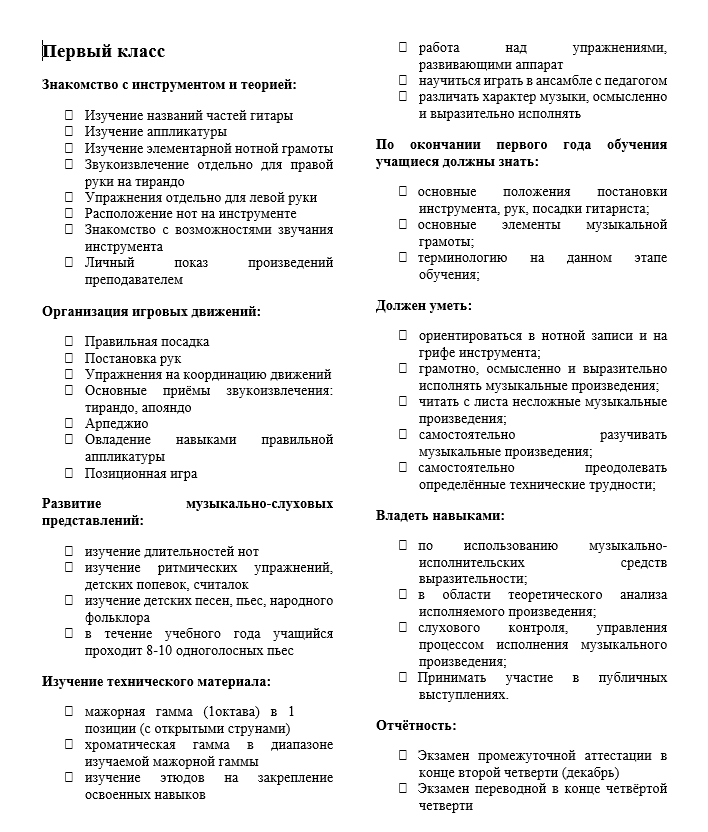 Первый класс
Знакомство с инструментом и теорией:
Изучение названий частей гитары
Изучение аппликатуры
Изучение элементарной нотной грамоты
Звукоизвлечение отдельно для правой
руки на тирандо
Упражнения отдельно для левой руки
Расположение нот на инструменте
Знакомство с возможностями звучания
инструмента
Личный показ произведений
преподавателем
Организация игровых движений:
Правильная посадка
Постановка рук
Упражнения на координацию движений
Основные приёмы звукоизвлечения:
тирандо, апояндо
Арпеджио
Овладение навыками правильной
аппликатуры
Позиционная игра
Развитие музыкально-слуховых
представлений:
изучение длительностей нот
изучение ритмических упражнений,
детских попевок, считалок
изучение детских песен, пьес, народного
фольклора
в течение учебного года учащийся
проходит 8-10 одноголосных пьес
Изучение технического материала:
мажорная гамма (1октава) в 1
позиции (с открытыми струнами)
хроматическая гамма в диапазоне
изучаемой мажорной гаммы
изучение этюдов на закрепление
освоенных навыков
работа над упражнениями,
развивающими аппарат
научиться играть в ансамбле с педагогом
различать характер музыки, осмысленно
и выразительно исполнять
По окончании первого года обучения
учащиеся должны знать:
основные положения постановки
инструмента, рук, посадки гитариста;
основные элементы музыкальной
грамоты;
терминологию на данном этапе
обучения;
Должен уметь:
ориентироваться в нотной записи и на
грифе инструмента;
грамотно, осмысленно и выразительно
исполнять музыкальные произведения;
читать с листа несложные музыкальные
произведения;
самостоятельно разучивать
музыкальные произведения;
самостоятельно преодолевать
определённые технические трудности;
Владеть навыками:
по использованию музыкально-
исполнительских средств
выразительности;
в области теоретического анализа
исполняемого произведения;
слухового контроля, управления
процессом исполнения музыкального
произведения;
Принимать участие в публичных
выступлениях.
Отчётность:
Экзамен промежуточной аттестации в
конце второй четверти (декабрь)
Экзамен переводной в конце четвёртой
четверти